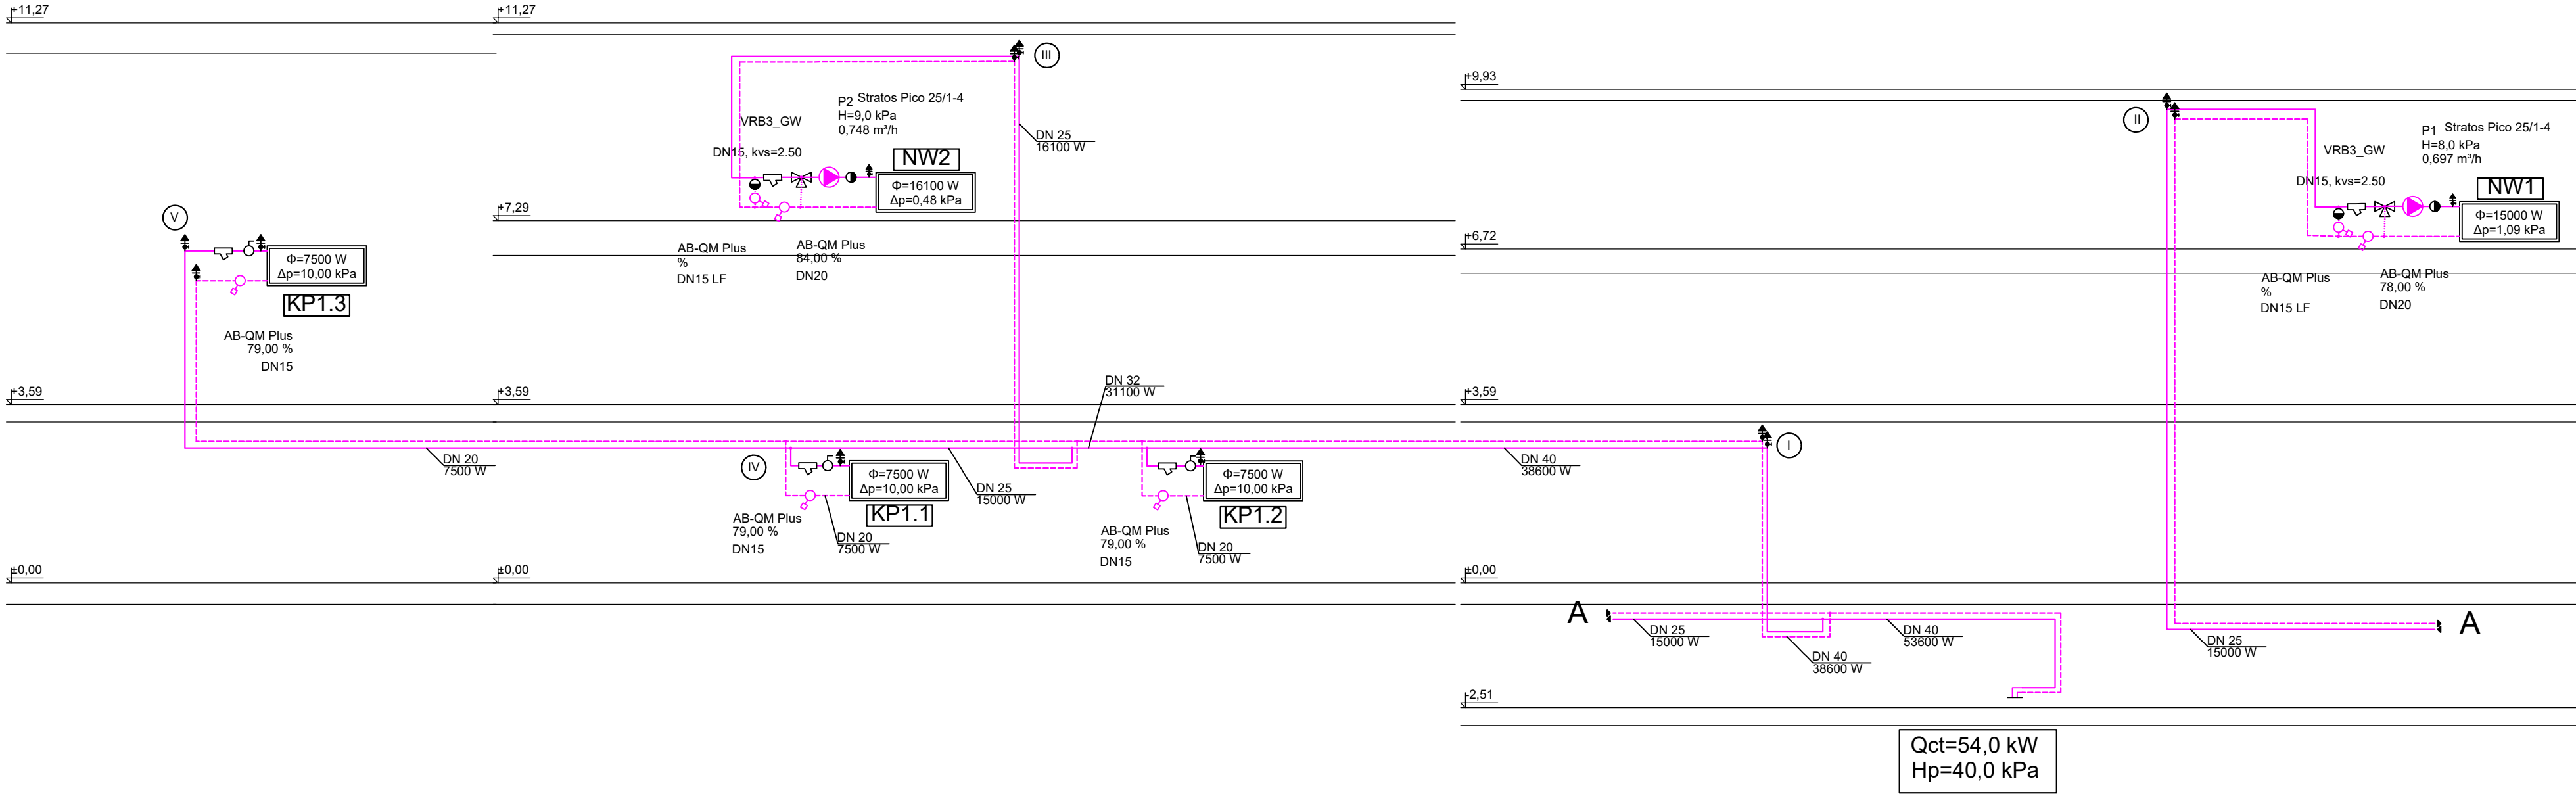 +11,27
+11,27
III
+9,93
P2 Stratos Pico 25/1-4
H=9,0 kPa
0,748 m³/h
VRB3_GW
DN15, kvs=2.50
NW2
Φ=16100 W
Δp=0,48 kPa
DN 25
16100 W
II
P1 Stratos Pico 25/1-4
H=8,0 kPa
0,697 m³/h
VRB3_GW
DN15, kvs=2.50
NW1
Φ=15000 W
Δp=1,09 kPa
V
+7,29
+6,72
Φ=7500 W
Δp=10,00 kPa
KP1.3
AB-QM Plus
%
DN15 LF
AB-QM Plus
84,00 %
DN20
AB-QM Plus
%
DN15 LF
AB-QM Plus
78,00 %
DN20
AB-QM Plus
79,00 %
DN15
+3,59
+3,59
+3,59
DN 32
31100 W
I
DN 20
7500 W
IV
Φ=7500 W
Δp=10,00 kPa
KP1.1
DN 25
15000 W
Φ=7500 W
Δp=10,00 kPa
KP1.2
DN 40
38600 W
AB-QM Plus
79,00 %
DN15
DN 20
7500 W
AB-QM Plus
79,00 %
DN15
DN 20
7500 W
±0,00
±0,00
±0,00
A
DN 25
15000 W
DN 40
38600 W
DN 40
53600 W
DN 25
15000 W
A
-2,51
Qct=54,0 kW
Hp=40,0 kPa